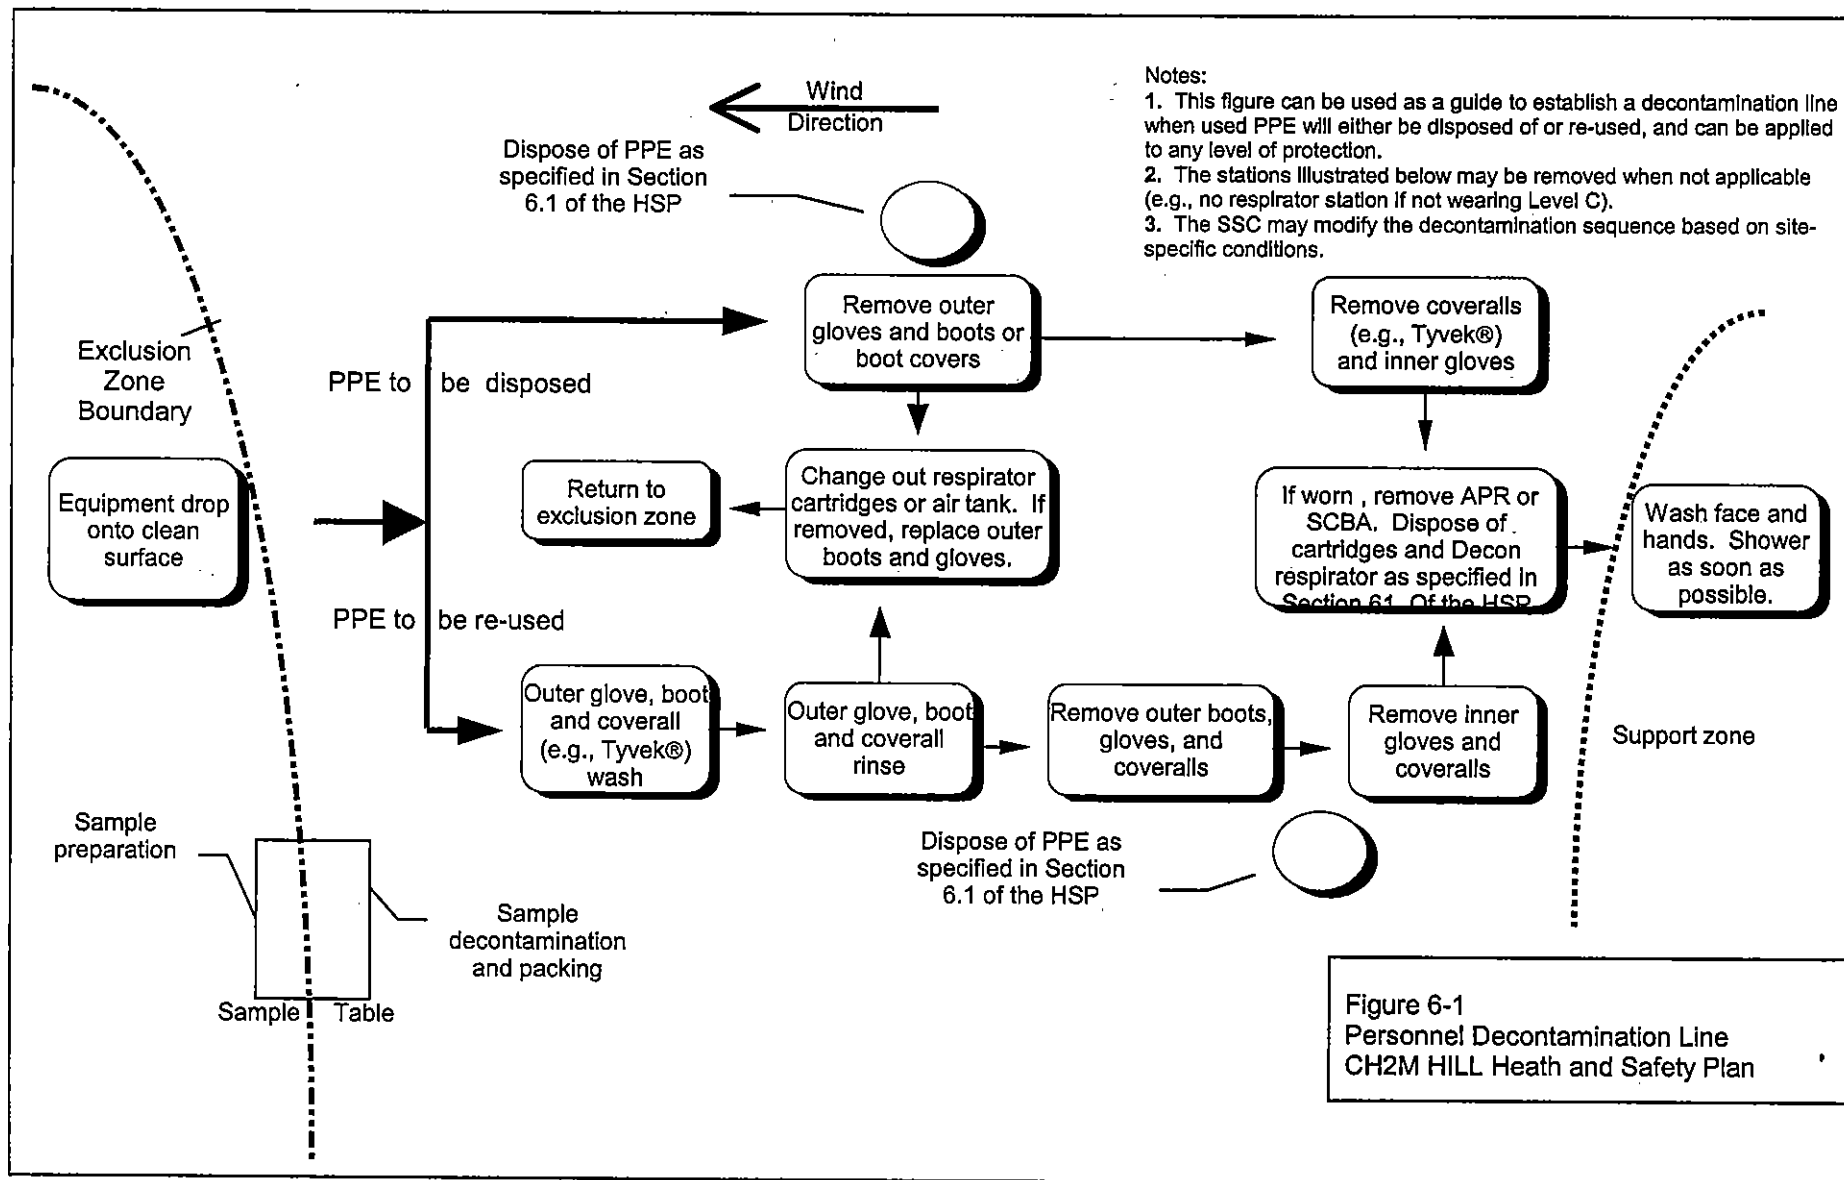 Wind
Direction
Notes:
1. This figure can be used as a guide to establish a decontamination line
when used PPE will either be disposed of or re-used, and can be applied
to any level of protection.
2. The stations illustrated below may be removed when not applicable
(e.g., no respirator station if not wearing Level C).
3. The SSC may modify the decontamination sequence based on site-
specific conditions.
Dispose of PPE as
specified in Section
6.1 of the HSP
Exclusion
Zone
Boundary
PPE to be disposed
Remove outer
gloves and boots or
boot covers
Remove coveralls
(e.g., Tyvek®)
and inner gloves
Equipment drop
onto clean
surface
Return to
exclusion zone
Change out respirator
cartridges or air tank. If
removed, replace outer
boots and gloves.
If worn , remove APR or
SCBA. Dispose of
cartridges and Decon
respirator as specified in
Section 61 Of the HSP
Wash face and
hands. Shower
as soon as
possible.
PPE to be re-used
Outer glove, boot
and coverall
(e.g., Tyvek®)
wash
Outer glove, boot
and coverall
rinse
Remove outer boots,
gloves, and
coveralls
Remove inner
gloves and
coveralls
Support zone
Sample
preparation
Sample
decontamination
and packing
Sample Table
Dispose of PPE as
specified in Section
6.1 of the HSP
Figure 6-1
Personnel Decontamination Line
CH2M HILL Heath and Safety Plan